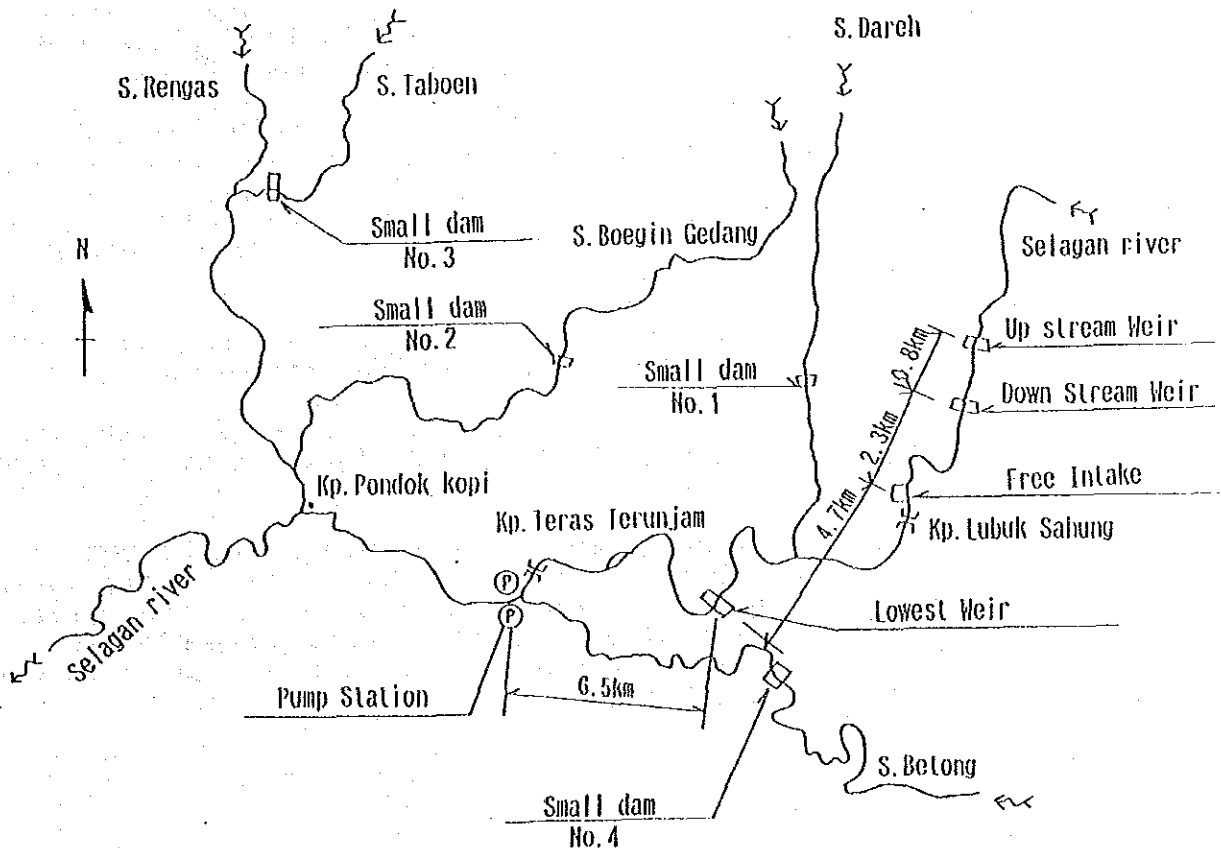 S. Dareh
S. Rengas
S. Taboen
Small dam
No. 3
S. Boegin Gedang
Selagan river
N
Small dam
No. 2
Up stream Weir
0.8km
Small dam
No. 1
Down Stream Weir
2.3km
Free Intake
Kp. Pondok kopi
Kp. Teras Terunjam
4.7km
Kp. Lubuk Sahung
P
P
Lowest Weir
Selagan river
Pump Station
6.5km
S. Betong
Small dam
No. 4